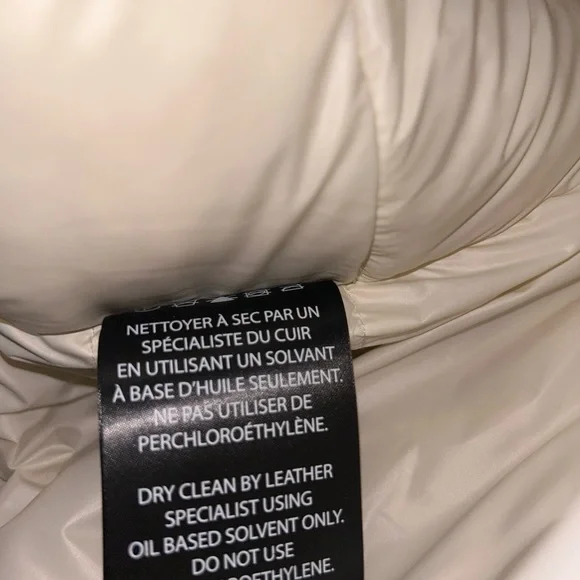 NETTOYER À SEC PAR UN
SPÉCIALISTE DU CUIR
EN UTILISANT UN SOLVANT
À BASE D'HUILE SEULEMENT.
NE PAS UTILISER DE
PERCHLOROÉTHYLÈNE.
DRY CLEAN BY LEATHER
SPECIALIST USING
OIL BASED SOLVENT ONLY.
DO NOT USE